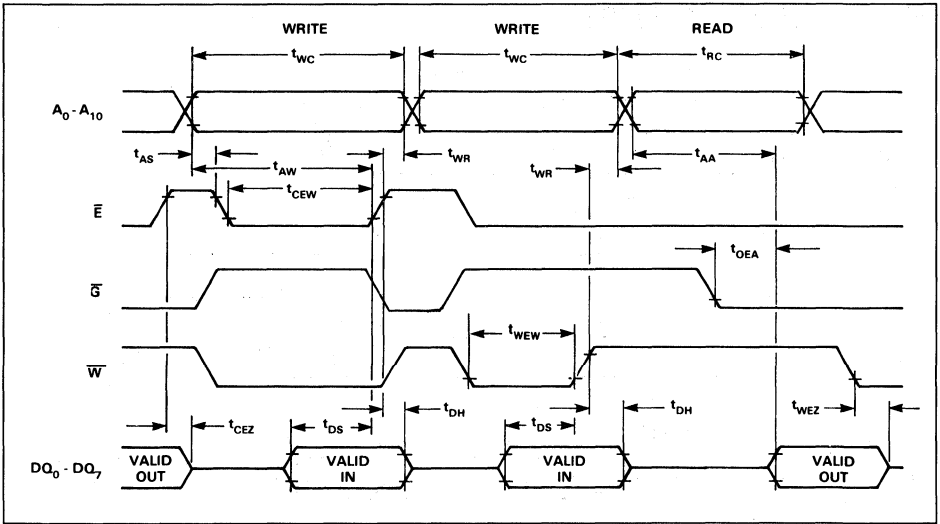 WRITE WRITE READ
tWC tWC tRC
A0 - A10
tAS tWR tAA
tAW tWR
tCEW
E̅
tOEA
G̅
tWEW
W̅
tCEZ tDS tDH tDS tDH tWEZ
DQ0 - DQ7 VALID OUT VALID IN VALID IN VALID OUT